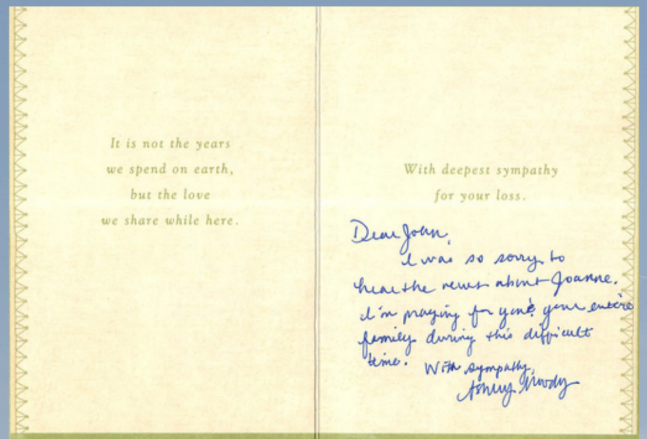 It is not the years
we spend on earth,
but the love
we share while here.
With deepest sympathy
for your loss.
Dear John,
I was so sorry to
hear the news about Joanne.
I'm praying for you & your entire
family during this difficult
time. With sympathy,
Ashley Moody